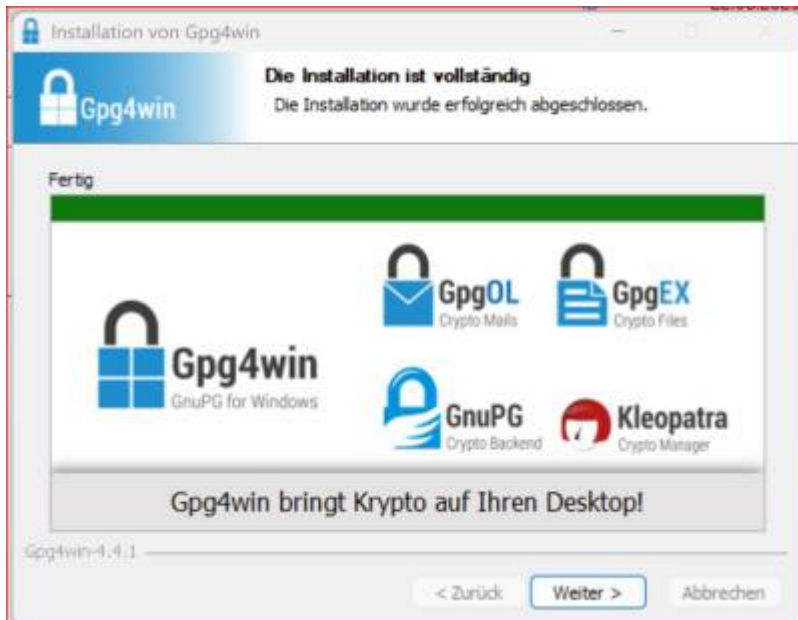 Installation von Gpg4win
Die Installation ist vollständig
Die Installation wurde erfolgreich abgeschlossen.
Gpg4win
Fertig
GpgOL
Crypto Mails
GpgEX
Crypto Files
Gpg4win
GnuPG for Windows
GnuPG
Crypto Backend
Kleopatra
Crypto Manager
Gpg4win bringt Krypto auf Ihren Desktop!
Gpg4win-4.4.1
< Zurück
Weiter >
Abbrechen